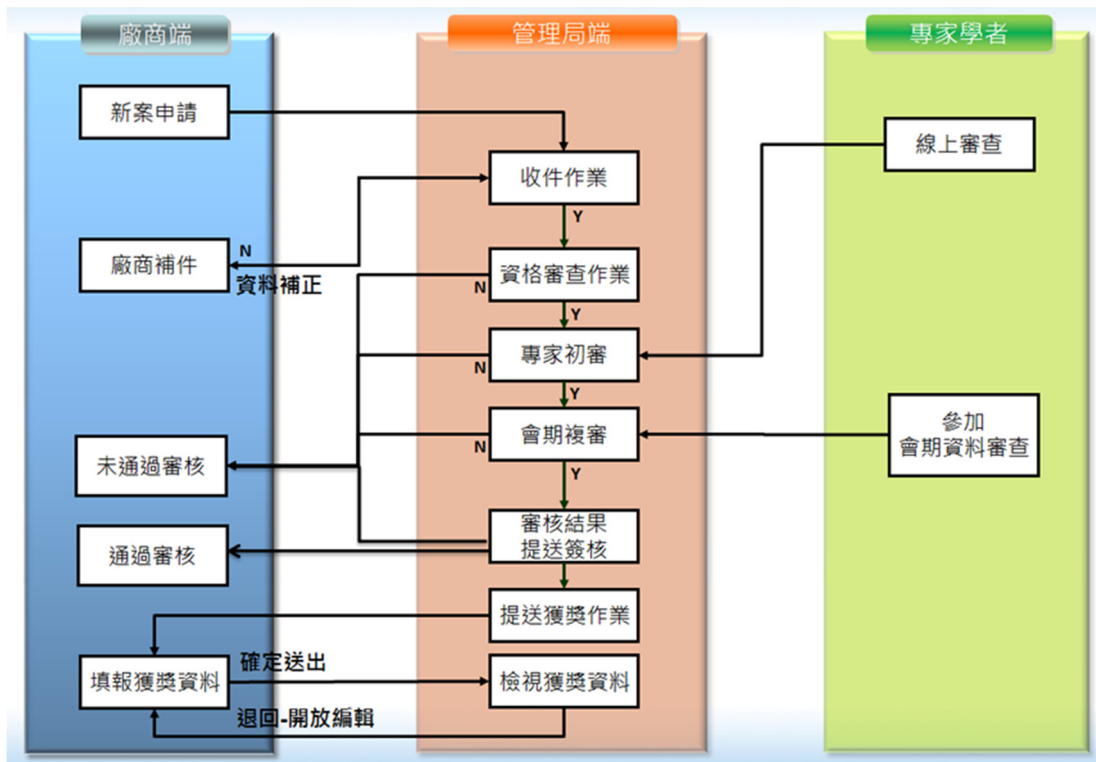 廠商端
管理局端
專家學者
新案申請
線上審查
收件作業
Y
N
廠商補件
資料補正
資格審查作業
N
Y
專家初審
N
Y
會期複審
N
參加
會期資料審查
Y
未通過審核
審核結果
提送簽核
通過審核
提送獲獎作業
確定送出
填報獲獎資料
檢視獲獎資料
退回-開放編輯